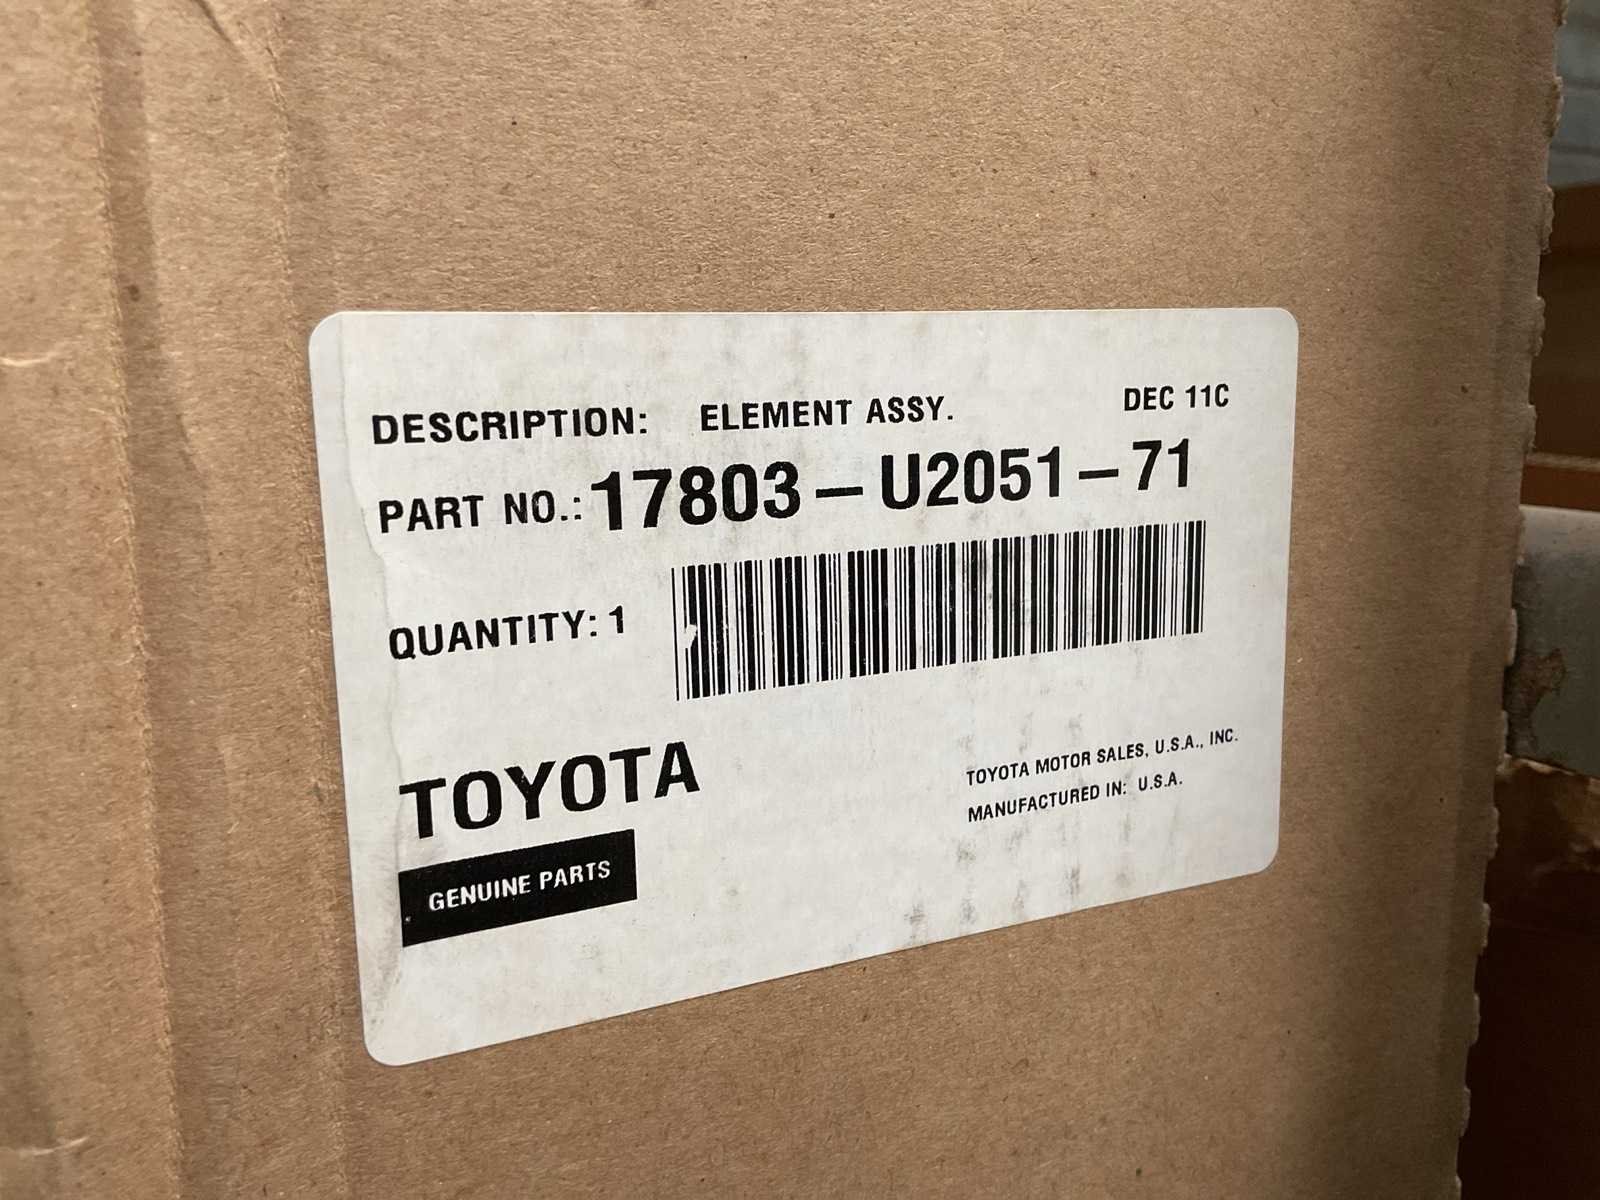 DESCRIPTION: ELEMENT ASSY. DEC 11C
PART NO.: 17803-U2051-71
QUANTITY: 1
TOYOTA
GENUINE PARTS
TOYOTA MOTOR SALES, U.S.A., INC.
MANUFACTURED IN: U.S.A.